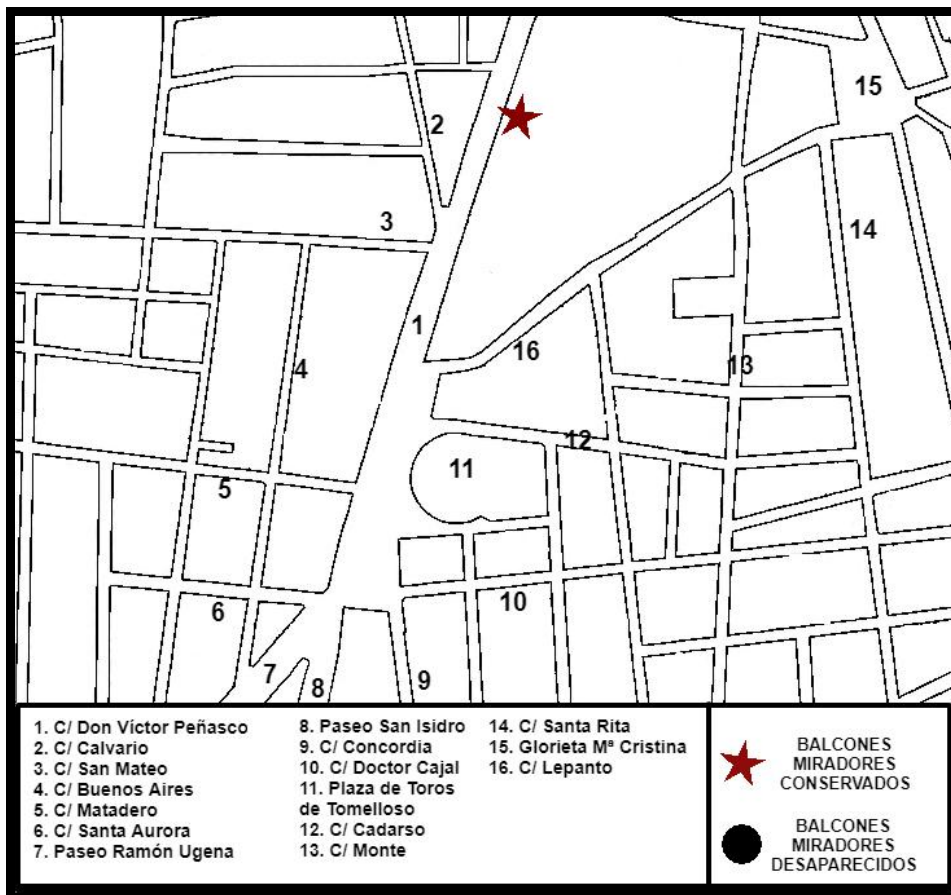 15
2
3
14
1
16
4
13
12
11
5
10
6
7
8
9
1. C/ Don Víctor Peñasco
2. C/ Calvario
3. C/ San Mateo
4. C/ Buenos Aires
5. C/ Matadero
6. C/ Santa Aurora
7. Paseo Ramón Ugena
8. Paseo San Isidro
9. C/ Concordia
10. C/ Doctor Cajal
11. Plaza de Toros
de Tomelloso
12. C/ Cadarso
13. C/ Monte
14. C/ Santa Rita
15. Glorieta Mª Cristina
16. C/ Lepanto
BALCONES
MIRADORES
CONSERVADOS
BALCONES
MIRADORES
DESAPARECIDOS